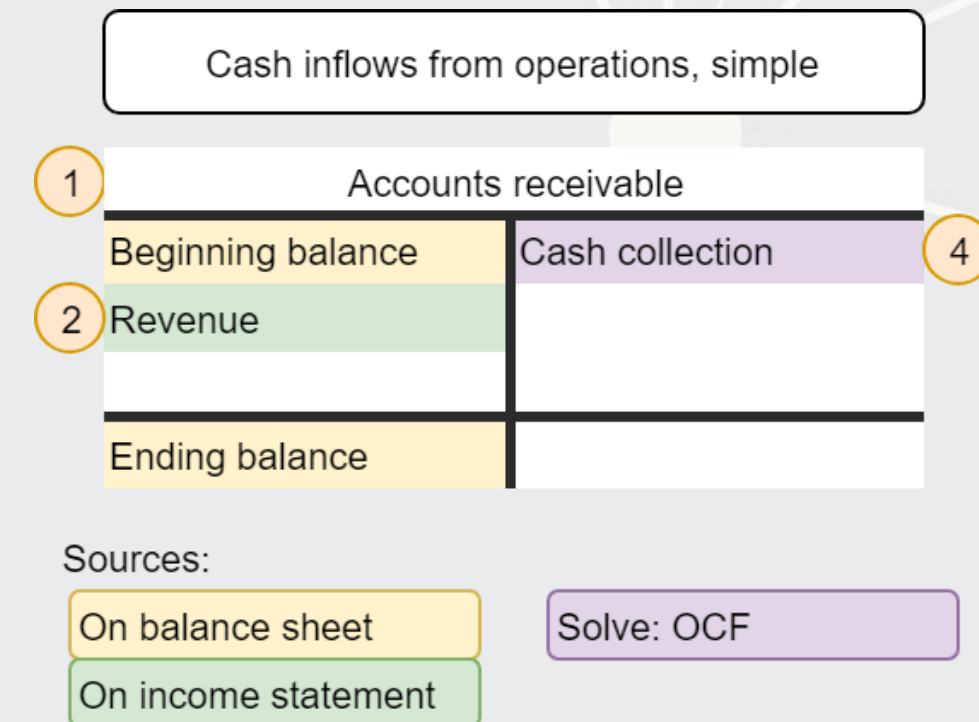 Cash inflows from operations, simple
1 Accounts receivable
Beginning balance Cash collection 4
2 Revenue
Ending balance
Sources:
On balance sheet Solve: OCF
On income statement